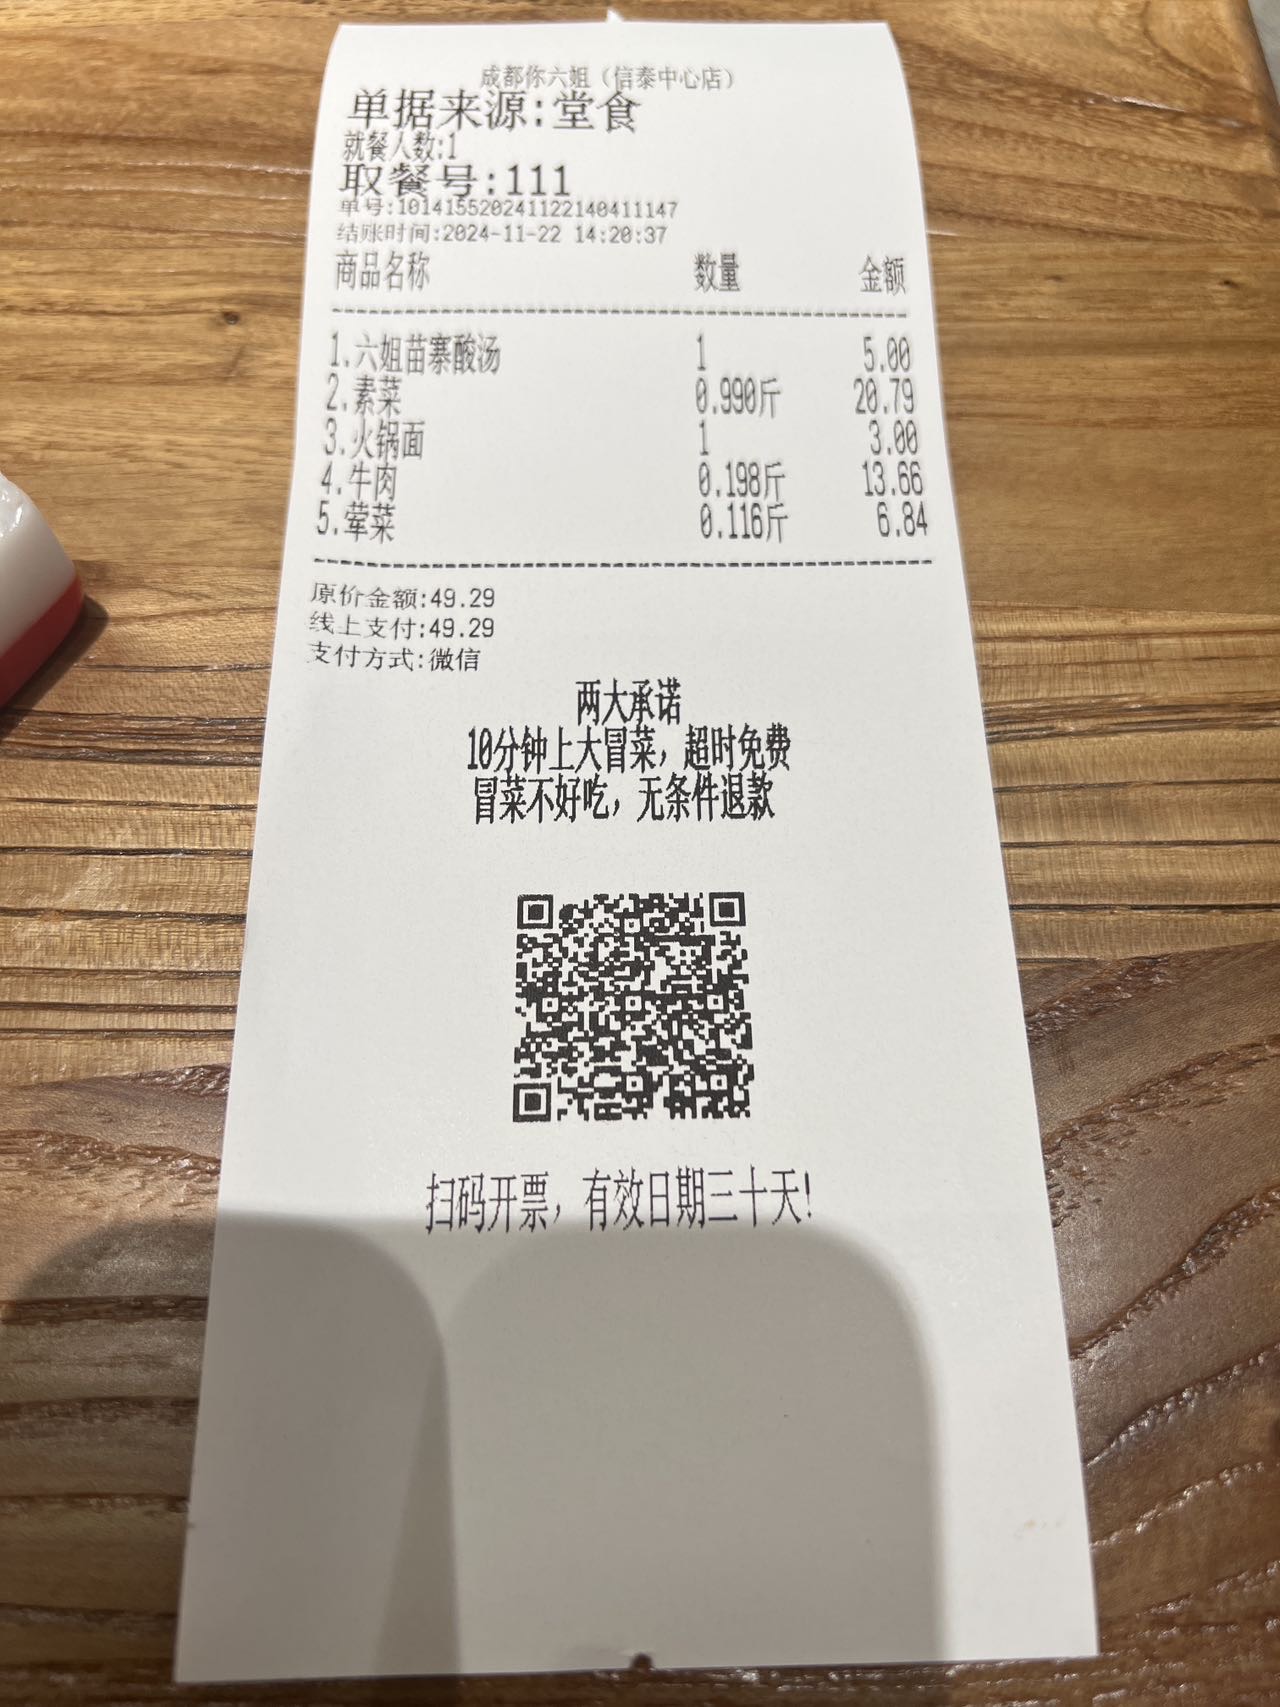 成都你六姐（信泰中心店）
单据来源:堂食
就餐人数:1
取餐号:111
单号:101415520241122140411147
结账时间:2024-11-22 14:20:37
商品名称 数量 金额
1.六姐苗寨酸汤 1 5.00
2.素菜 0.990斤 20.79
3.火锅面 1 3.00
4.牛肉 0.198斤 13.66
5.荤菜 0.116斤 6.84
原价金额:49.29
线上支付:49.29
支付方式:微信
两大承诺
10分钟上大冒菜，超时免费
冒菜不好吃，无条件退款
扫码开票，有效日期三十天!